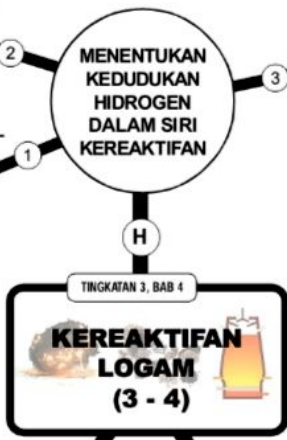 2
MENENTUKAN
KEDUDUKAN
HIDROGEN
DALAM SIRI
KEREAKTIFAN
3
1
H
TINGKATAN 3, BAB 4
KEREAKTIFAN
LOGAM
(3 - 4)